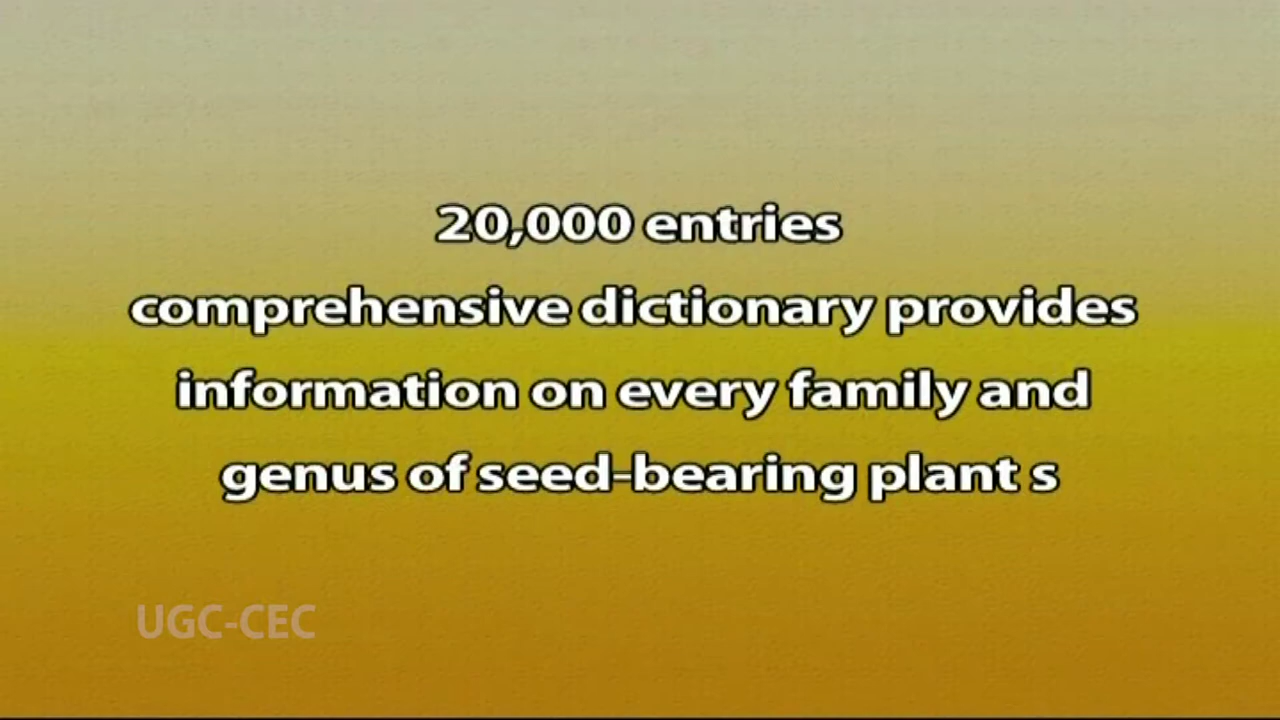 20,000 entries
comprehensive dictionary provides
information on every family and
genus of seed-bearing plant s
UGC-CEC